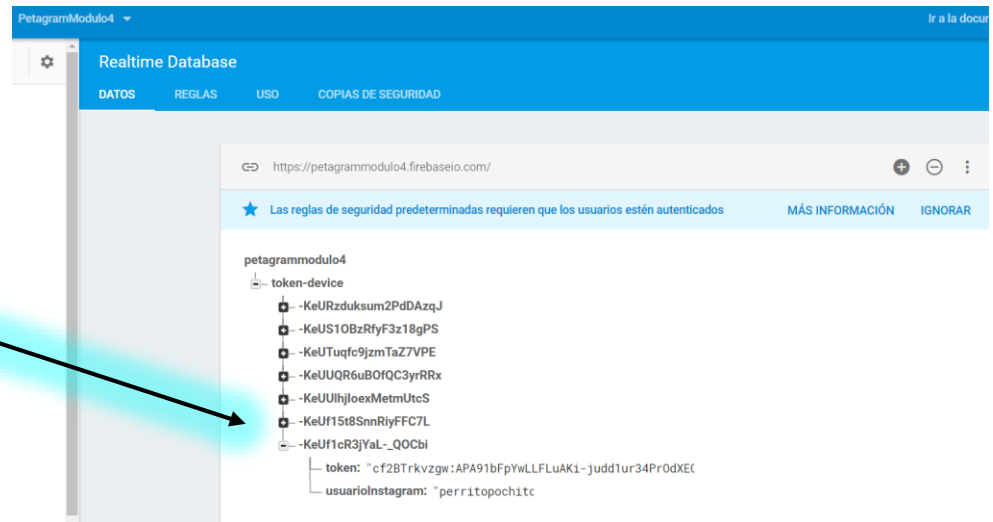 PetagramModulo4
Ir a la docur
Realtime Database
DATOS REGLAS USO COPIAS DE SEGURIDAD
https://petagrammodulo4.firebaseio.com/
Las reglas de seguridad predeterminadas requieren que los usuarios estén autenticados MÁS INFORMACIÓN IGNORAR
petagrammodulo4
token-device
-KeURzduksum2PdDAzqJ
-KeUS1OBzRfyF3z18gPS
-KeUTuqfc9jzmTaZ7VPE
-KeUUQR6uBOfQC3yrRRx
-KeUUlhjloexMetmUtcS
-KeUf15t8SnnRiyFFC7L
-KeUf1cR3jYaL-_QOCbi
token: "cf2BTrkvzgw:APA91bFpYwLLFLuAKi-judd1ur34PrOdXE
usuarioInstagram: "perritopochit